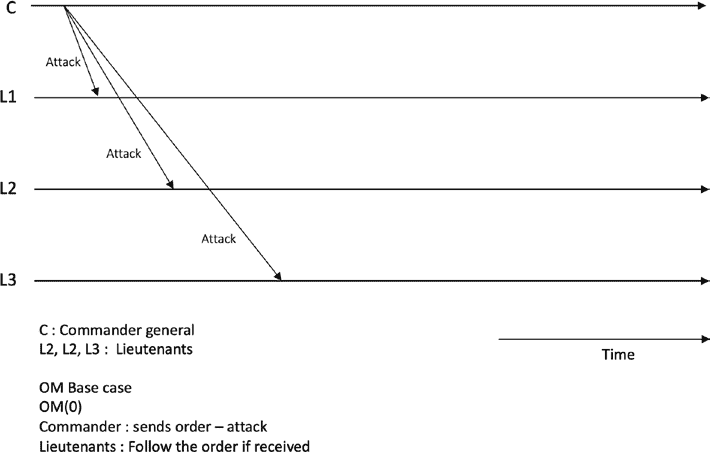 C
Attack
L1
Attack
L2
Attack
L3
C : Commander general
L2, L2, L3 : Lieutenants
Time
OM Base case
OM(0)
Commander : sends order – attack
Lieutenants : Follow the order if received